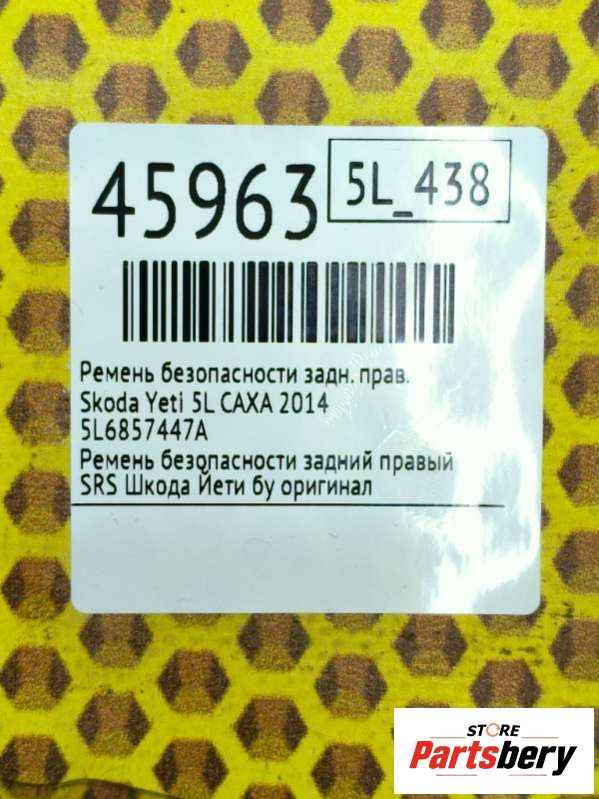 45963
5L_438
Ремень безопасности задн. прав.
Skoda Yeti 5L CAXA 2014
5L6857447A
Ремень безопасности задний правый
SRS Шкода Йети бу оригинал
STORE
Partsbery